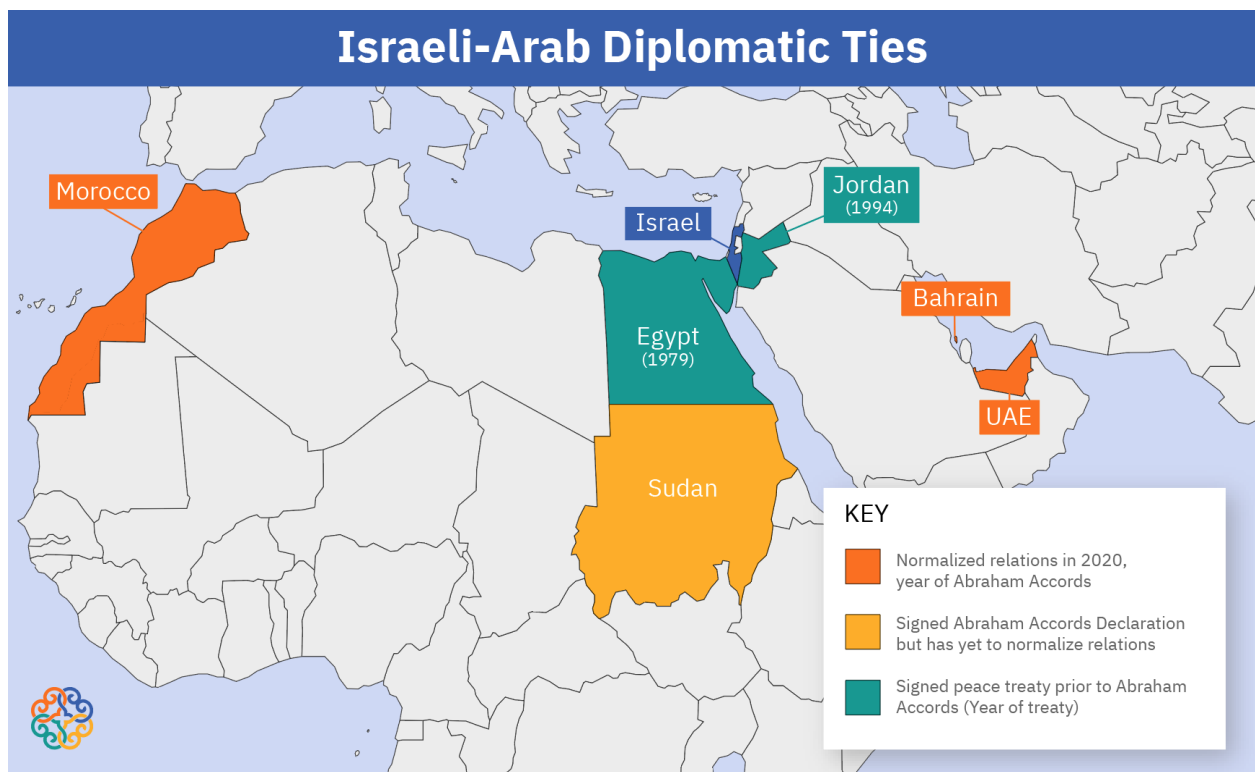 Israeli-Arab Diplomatic Ties
Morocco
Israel
Jordan
(1994)
Bahrain
Egypt
(1979)
UAE
Sudan
KEY
Normalized relations in 2020,
year of Abraham Accords
Signed Abraham Accords Declaration
but has yet to normalize relations
Signed peace treaty prior to Abraham
Accords (Year of treaty)